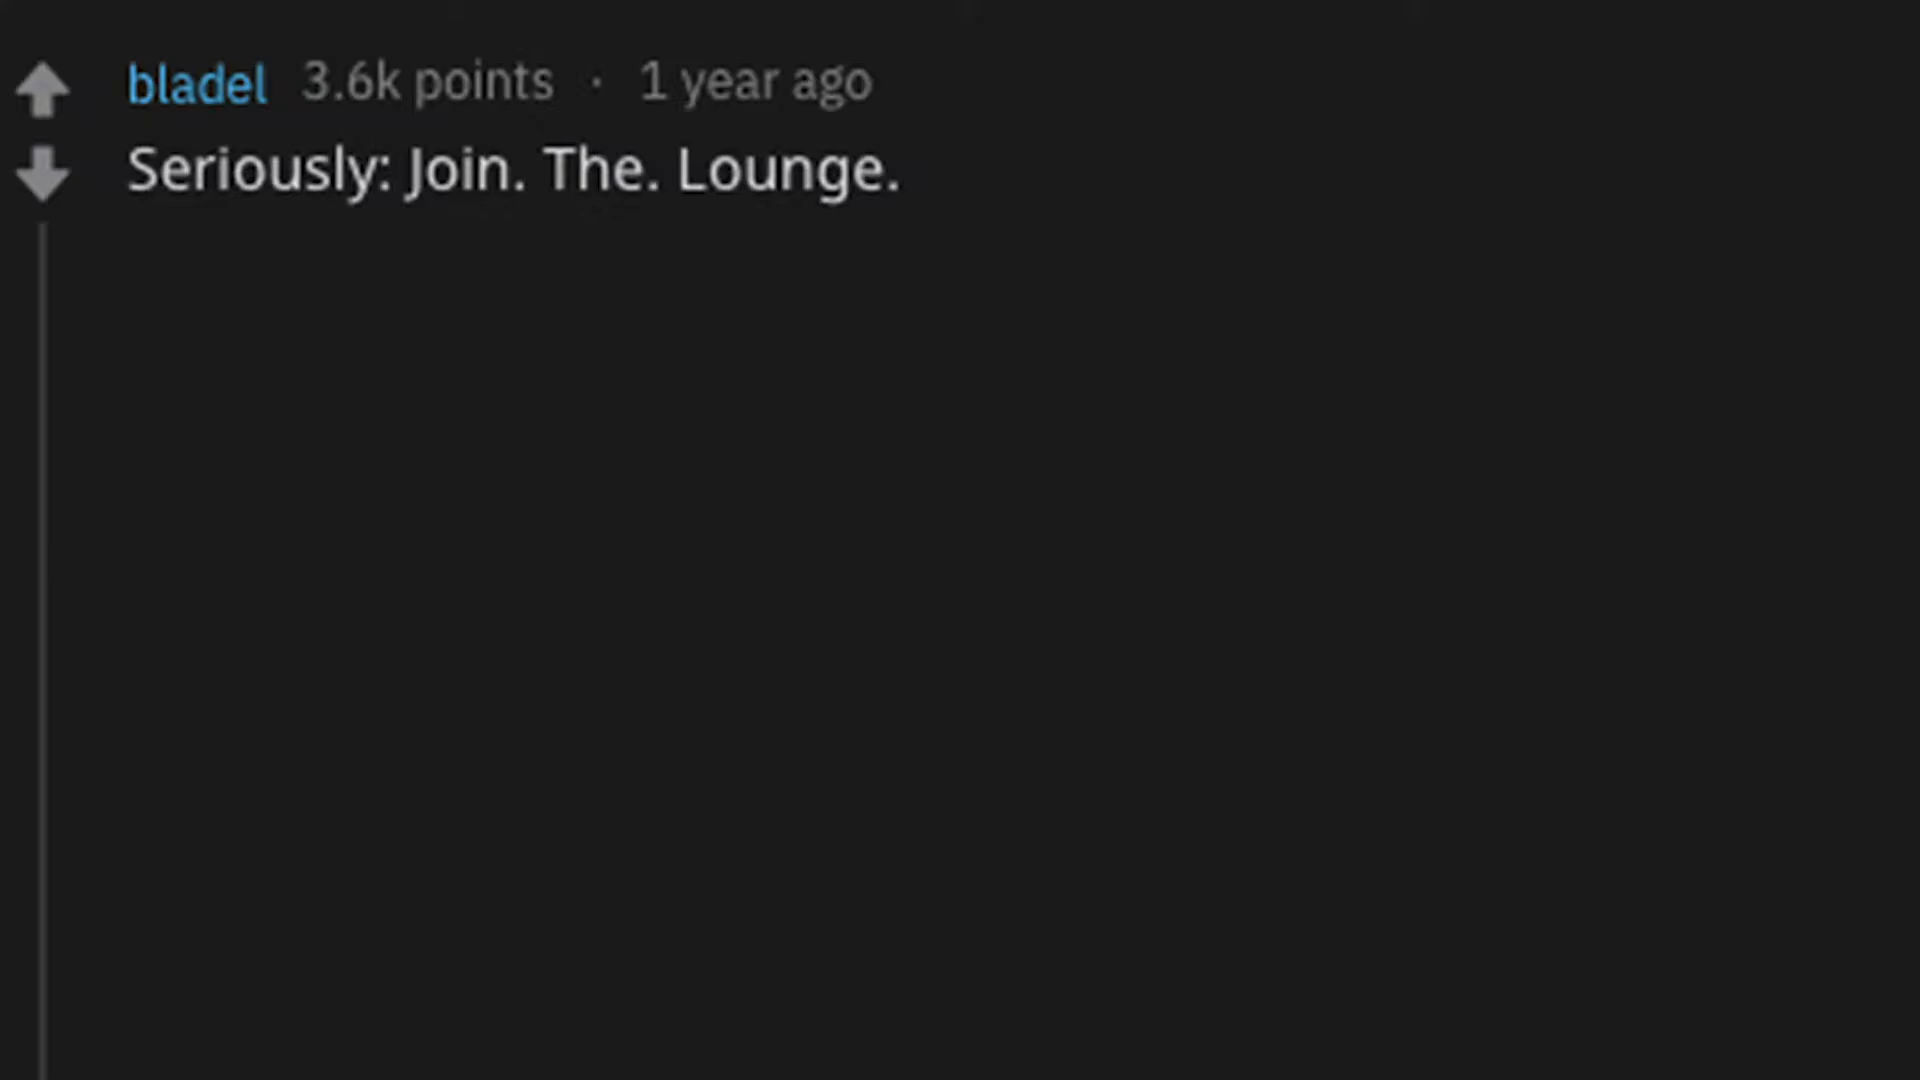 bladel 3.6k points · 1 year ago
Seriously: Join. The. Lounge.